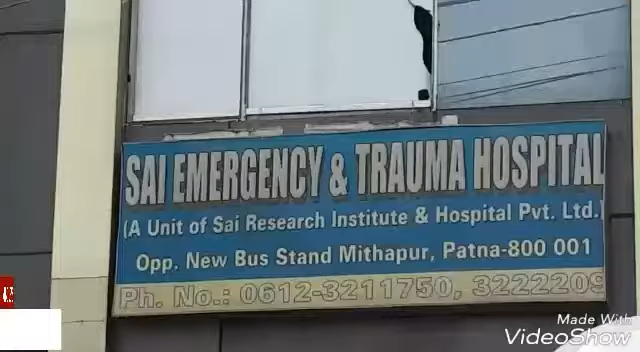 SAI EMERGENCY & TRAUMA HOSPITAL
(A Unit of Sai Research Institute & Hospital Pvt. Ltd.)
Opp. New Bus Stand Mithapur, Patna-800 001
Ph. No.: 0612-3211750, 3222209
Made With
VideoShow